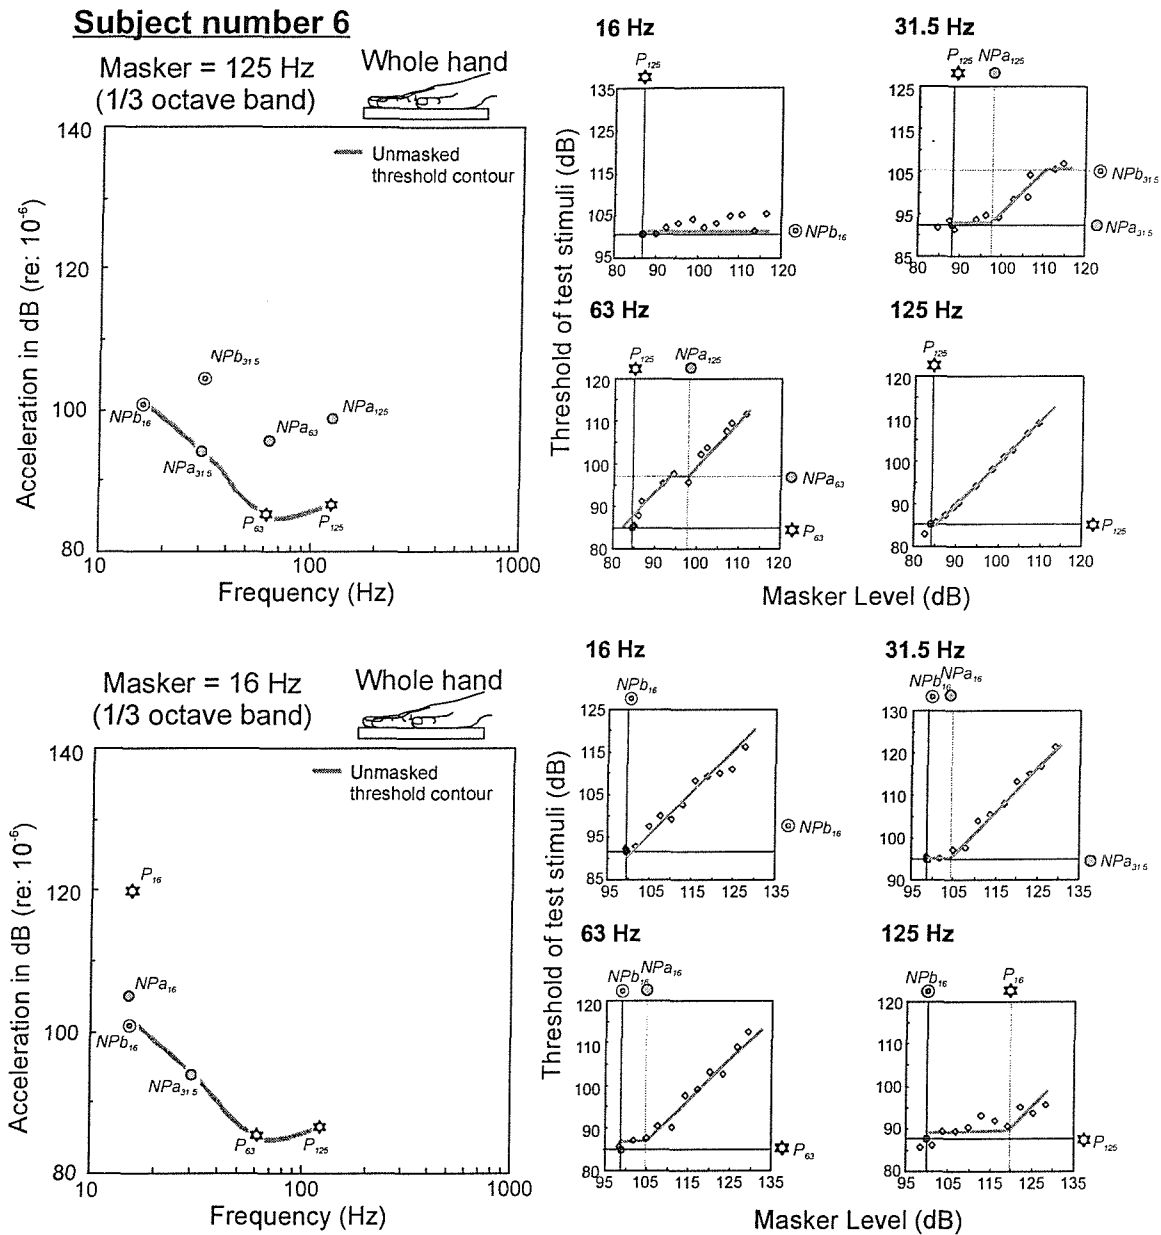 Subject number 6
Masker = 125 Hz
(1/3 octave band)
Whole hand
Acceleration in dB (re: 10⁻⁶)
140
120
100
80
Unmasked
threshold contour
NPb₃₁.₅
NPb₁₆
NPa₃₁.₅
NPa₆₃
NPa₁₂₅
P₆₃
P₁₂₅
10
100
1000
Frequency (Hz)
Threshold of test stimuli (dB)
16 Hz
P₁₂₅
135
125
115
105
95
NPb₁₆
80 90 100 110 120
31.5 Hz
P₁₂₅ NPa₁₂₅
125
115
105
95
85
NPb₃₁.₅
NPa₃₁.₅
80 90 100 110 120
63 Hz
P₁₂₅ NPa₁₂₅
120
110
100
90
80
NPa₆₃
P₆₃
80 90 100 110 120
125 Hz
P₁₂₅
120
110
100
90
80
P₁₂₅
80 90 100 110 120
Masker Level (dB)
Masker = 16 Hz
(1/3 octave band)
Whole hand
Acceleration in dB (re: 10⁻⁶)
140
120
100
80
Unmasked
threshold contour
P₁₆
NPa₁₆
NPb₁₆
NPa₃₁.₅
P₆₃
P₁₂₅
10
100
1000
Frequency (Hz)
Threshold of test stimuli (dB)
16 Hz
NPb₁₆
125
115
105
95
85
NPb₁₆
95 105 115 125 135
31.5 Hz
NPb₁₆ NPa₁₆
130
120
110
100
90
NPa₃₁.₅
95 105 115 125 135
63 Hz
NPb₁₆ NPa₁₆
120
110
100
90
80
P₆₃
95 105 115 125 135
125 Hz
NPb₁₆ P₁₆
120
110
100
90
80
P₁₂₅
95 105 115 125 135
Masker Level (dB)